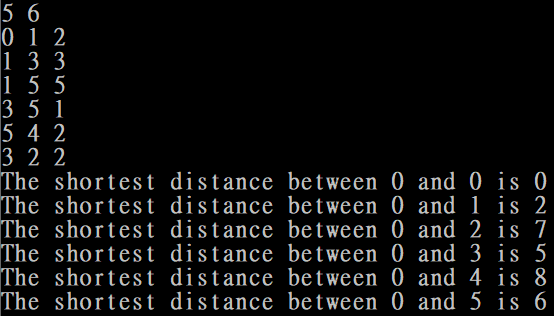 5 6
0 1 2
1 3 3
1 5 5
3 5 1
5 4 2
3 2 2
The shortest distance between 0 and 0 is 0
The shortest distance between 0 and 1 is 2
The shortest distance between 0 and 2 is 7
The shortest distance between 0 and 3 is 5
The shortest distance between 0 and 4 is 8
The shortest distance between 0 and 5 is 6